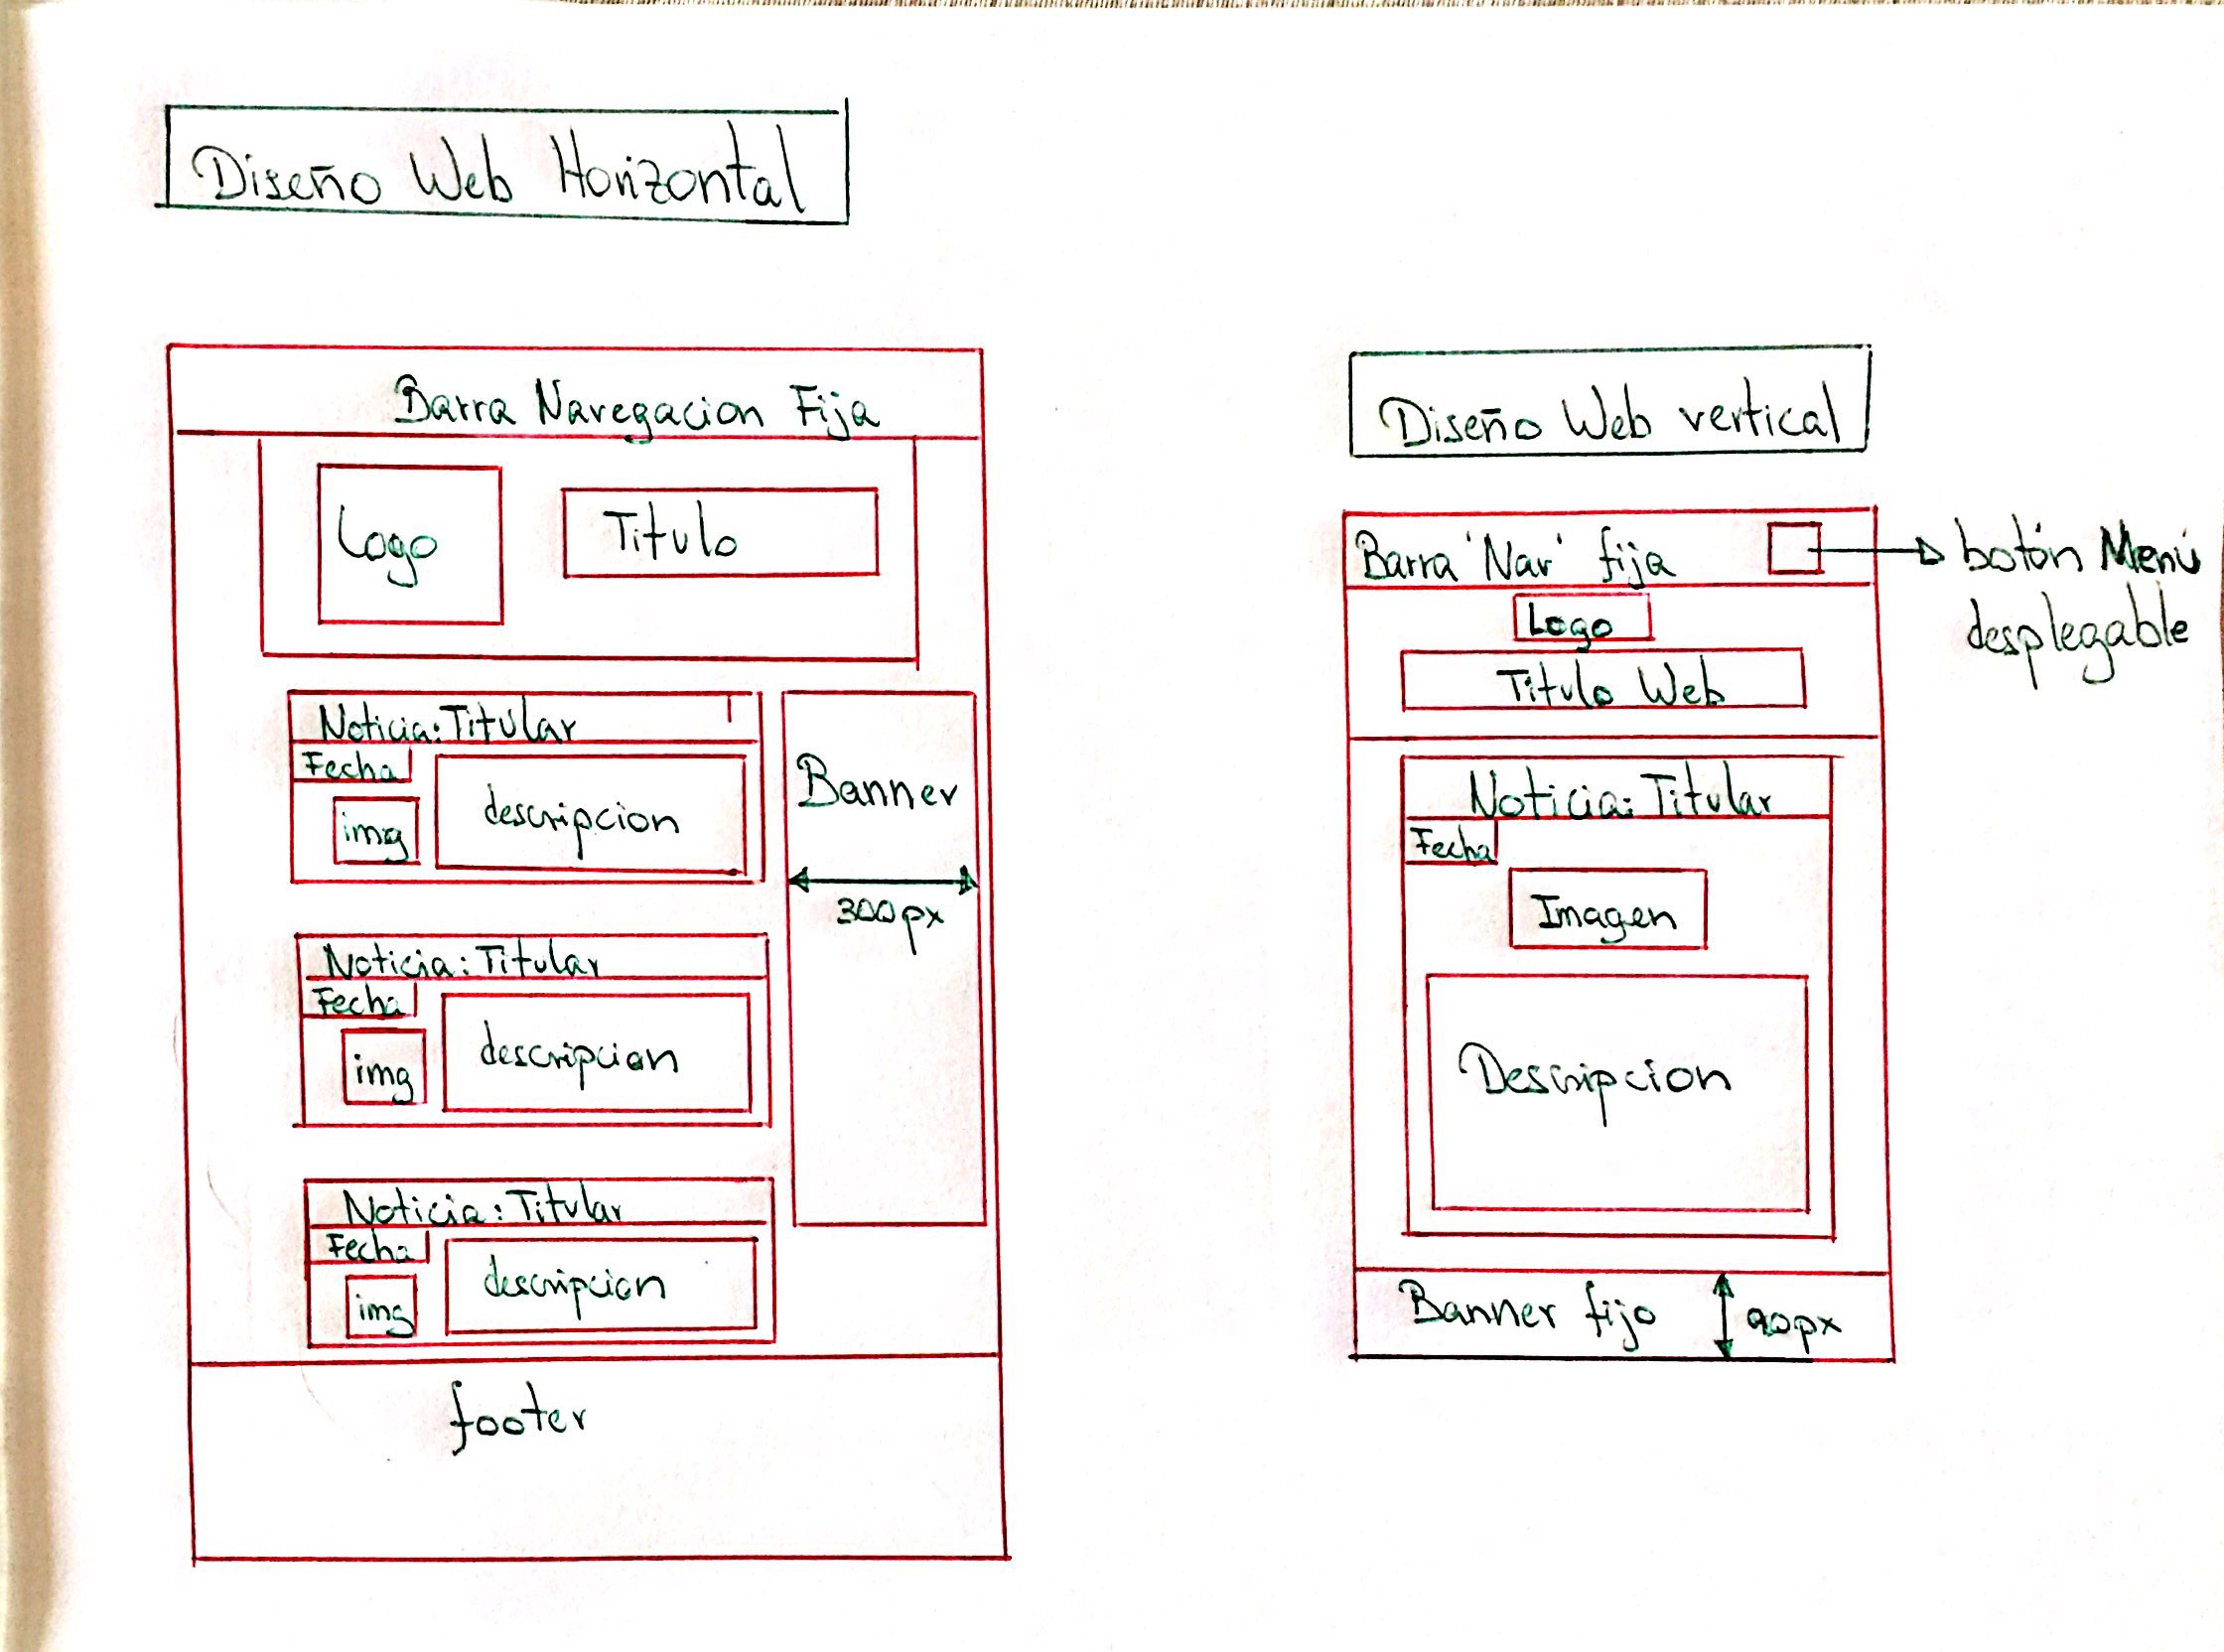 Diseño Web Horizontal
Barra Navegacion Fija
Logo
Titulo
Noticia: Titular
Fecha
img
descripcion
Banner
300px
Noticia: Titular
Fecha
img
descripcion
Noticia: Titular
Fecha
img
descripcion
footer
Diseño Web vertical
Barra 'Nav' fija
botón Menú
desplegable
Logo
Titulo Web
Noticia: Titular
Fecha
Imagen
Descripcion
Banner fijo
90px